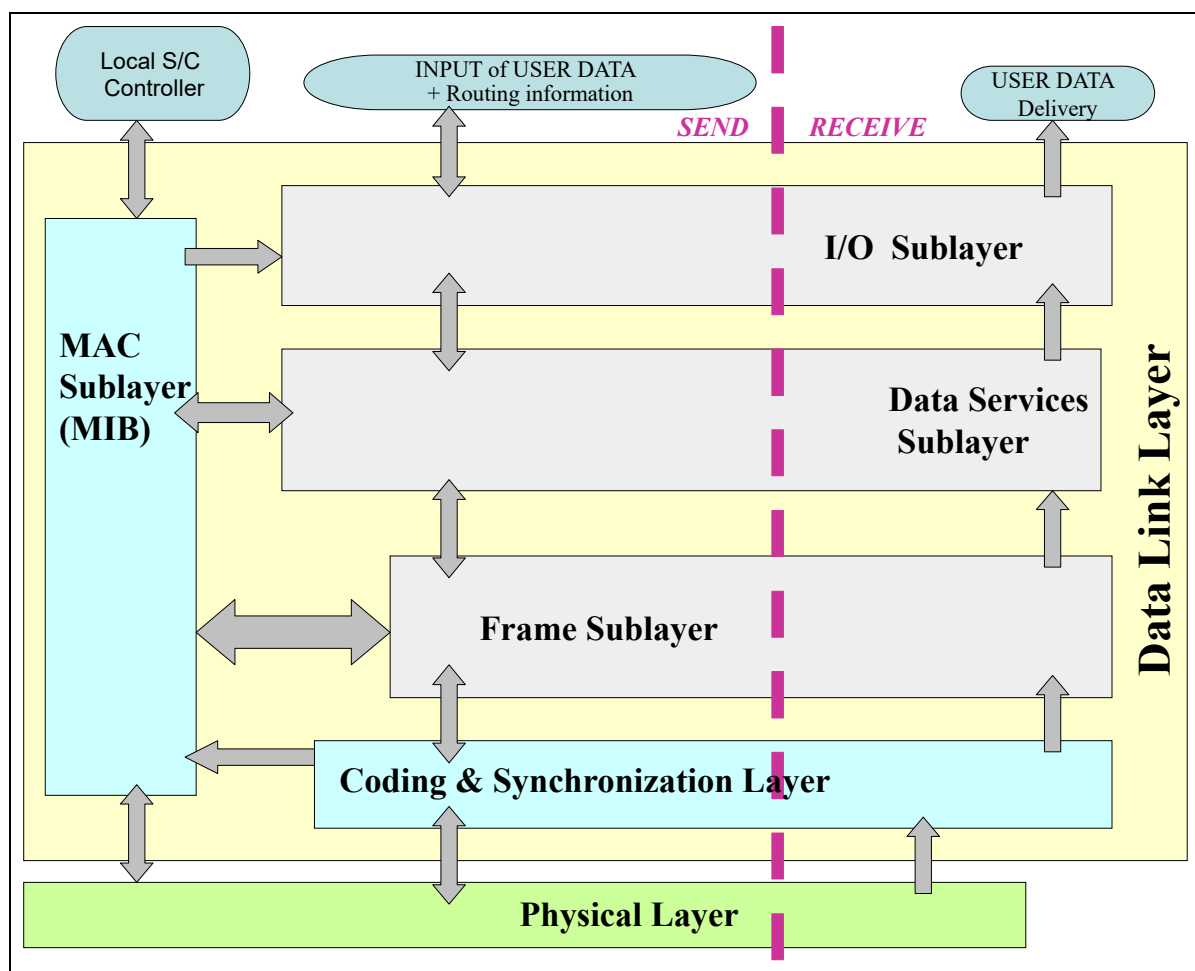 Local S/C
Controller
INPUT of USER DATA
+ Routing information
USER DATA
Delivery
SEND
RECEIVE
I/O Sublayer
MAC
Sublayer
(MIB)
Data Services
Sublayer
Data Link Layer
Frame Sublayer
Coding & Synchronization Layer
Physical Layer